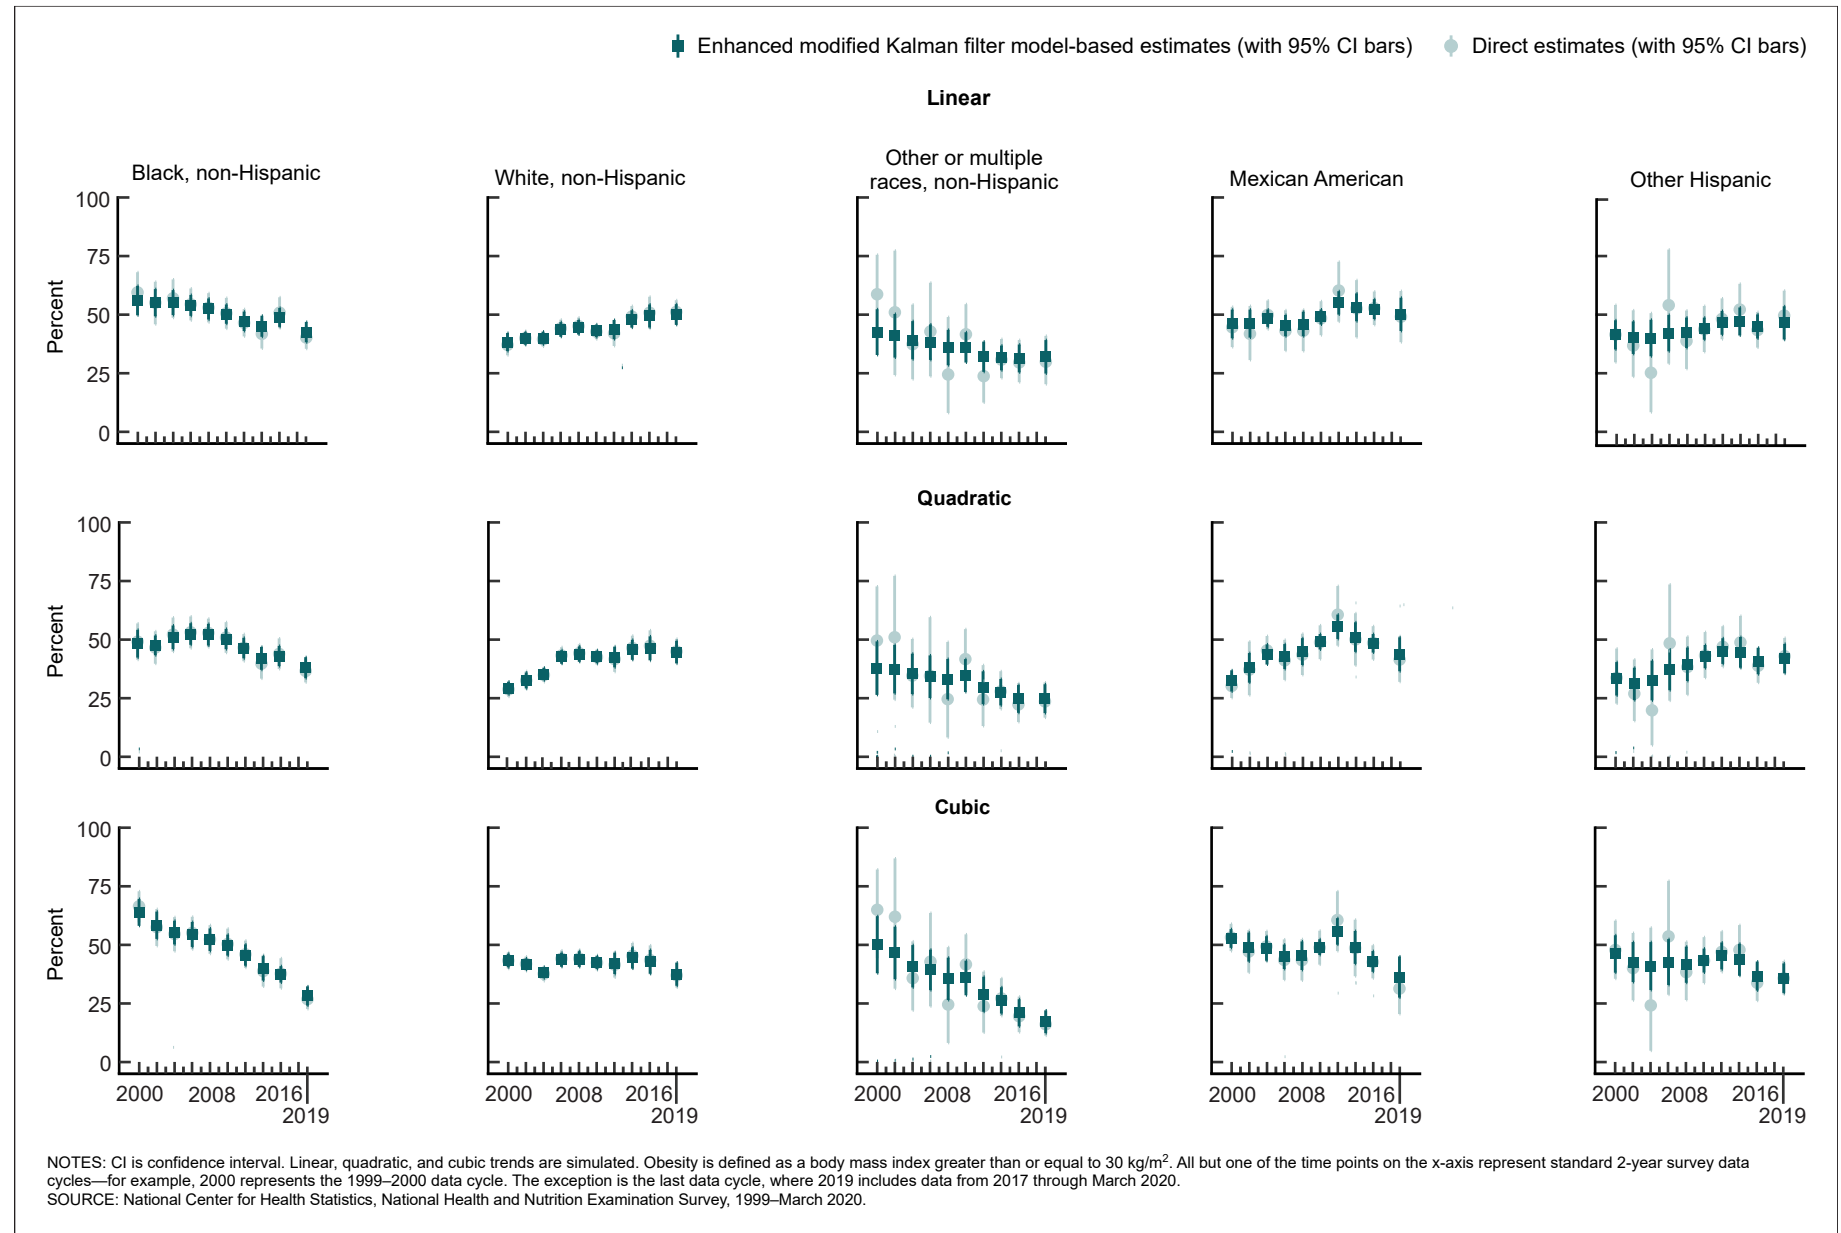 Enhanced modified Kalman filter model-based estimates (with 95% CI bars) Direct estimates (with 95% CI bars)
Linear
Black, non-Hispanic
White, non-Hispanic
Other or multiple
races, non-Hispanic
Mexican American
Other Hispanic
Percent
100
75
50
25
0
Quadratic
Percent
100
75
50
25
0
Cubic
Percent
100
75
50
25
0
2000 2008 2016 2019
2000 2008 2016 2019
2000 2008 2016 2019
2000 2008 2016 2019
2000 2008 2016 2019
NOTES: CI is confidence interval. Linear, quadratic, and cubic trends are simulated. Obesity is defined as a body mass index greater than or equal to 30 kg/m². All but one of the time points on the x-axis represent standard 2-year survey data
cycles—for example, 2000 represents the 1999–2000 data cycle. The exception is the last data cycle, where 2019 includes data from 2017 through March 2020.
SOURCE: National Center for Health Statistics, National Health and Nutrition Examination Survey, 1999–March 2020.